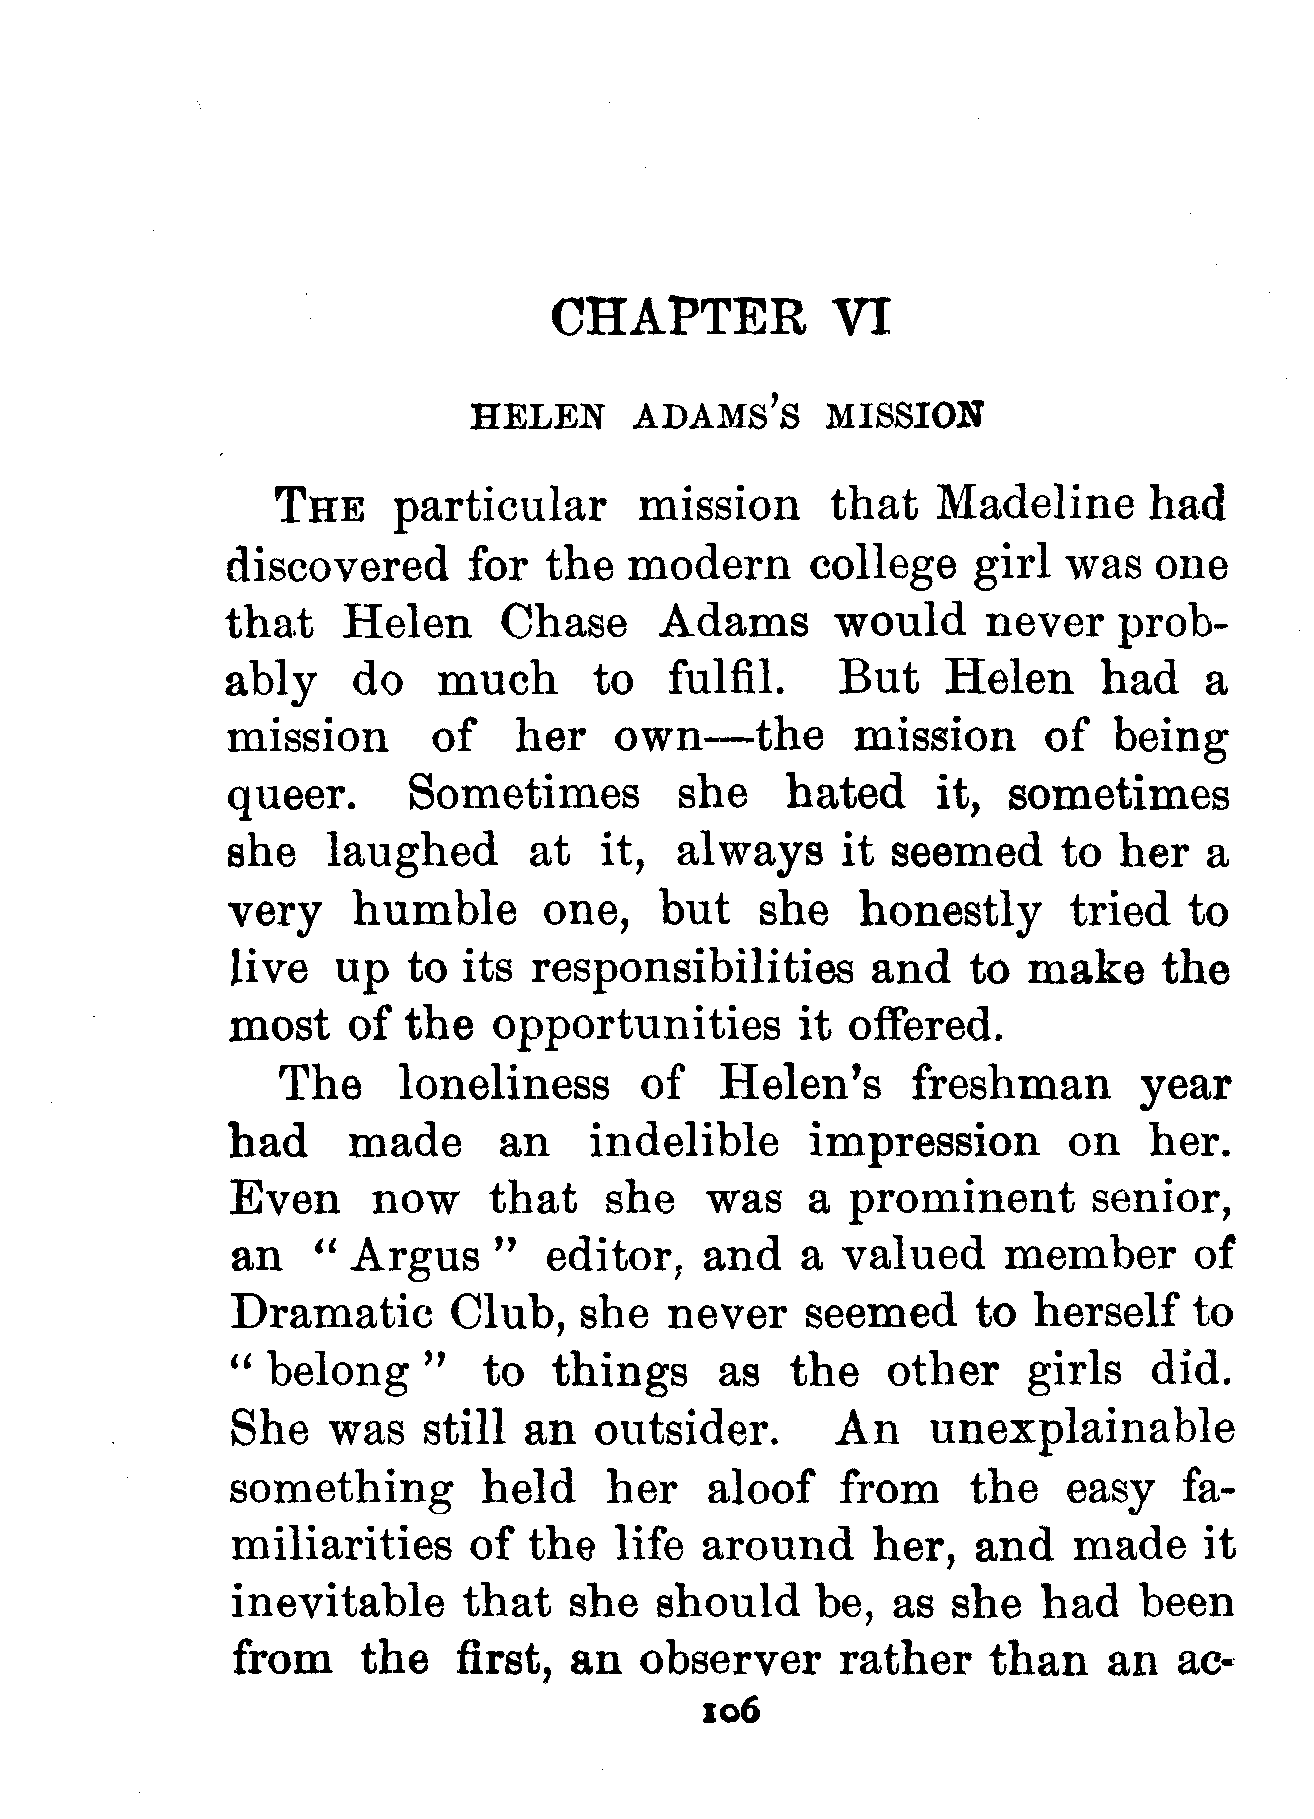 CHAPTER VI
HELEN ADAMS'S MISSION
THE particular mission that Madeline had
discovered for the modern college girl was one
that Helen Chase Adams would never prob-
ably do much to fulfil. But Helen had a
mission of her own—the mission of being
queer. Sometimes she hated it, sometimes
she laughed at it, always it seemed to her a
very humble one, but she honestly tried to
live up to its responsibilities and to make the
most of the opportunities it offered.
The loneliness of Helen's freshman year
had made an indelible impression on her.
Even now that she was a prominent senior,
an " Argus " editor, and a valued member of
Dramatic Club, she never seemed to herself to
" belong " to things as the other girls did.
She was still an outsider. An unexplainable
something held her aloof from the easy fa-
miliarities of the life around her, and made it
inevitable that she should be, as she had been
from the first, an observer rather than an ac-
106